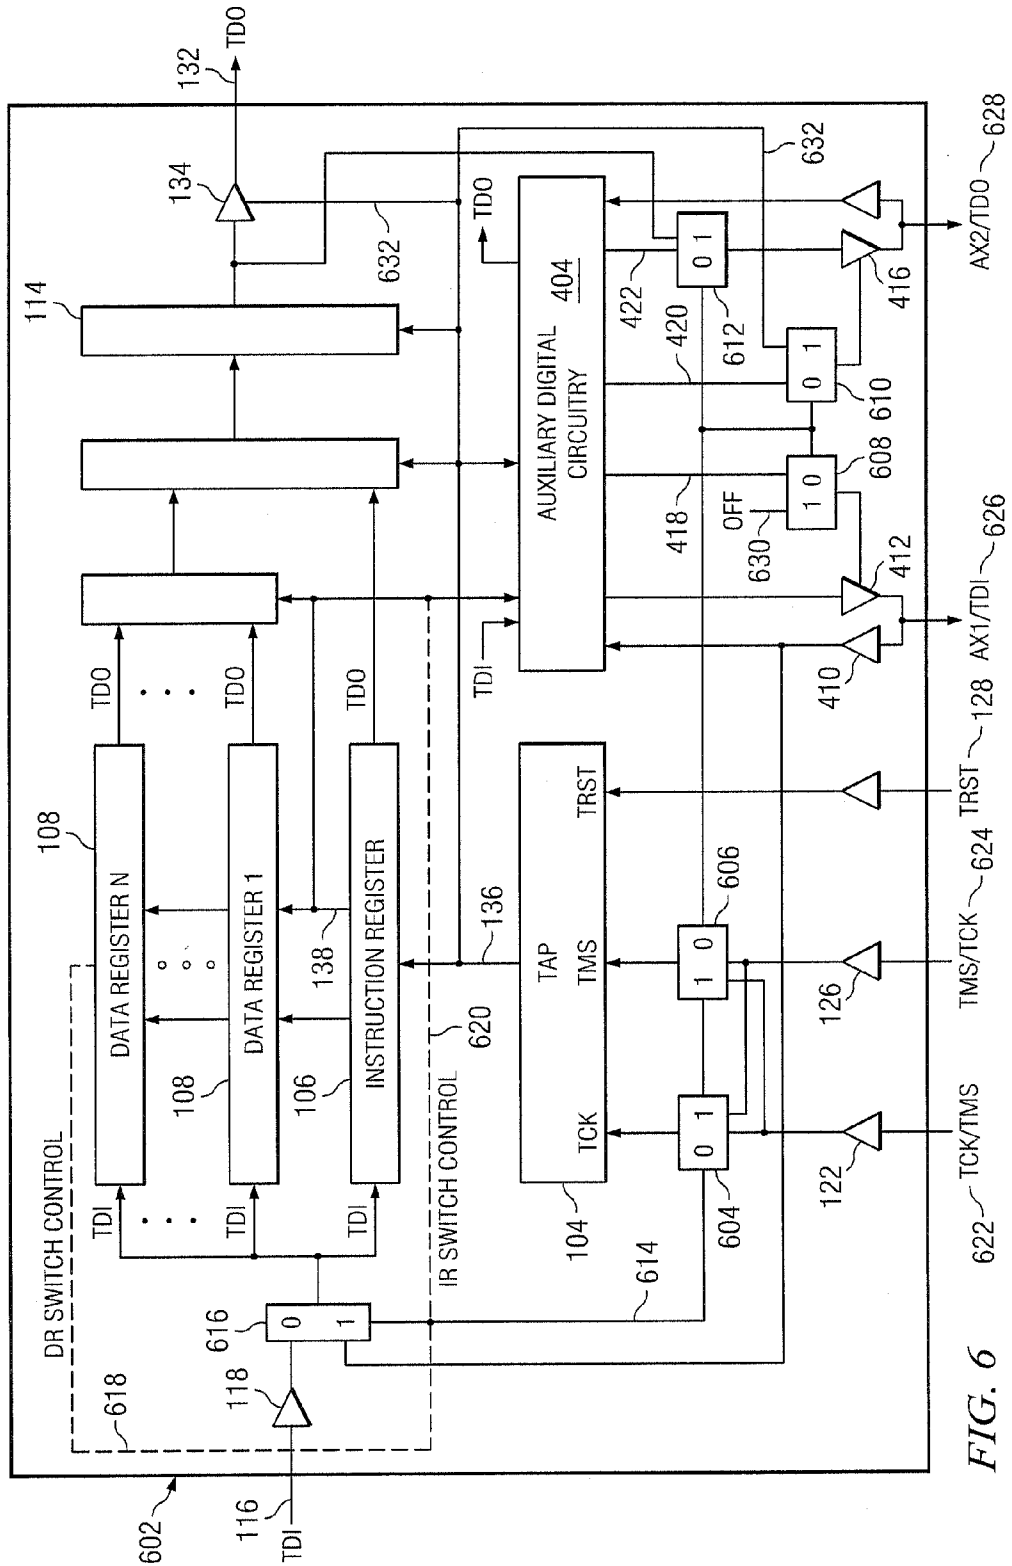 602
TDI
116
118
618
DR SWITCH CONTROL
616
0
1
TDI
TDI
TDI
108
DATA REGISTER N
108
DATA REGISTER 1
106
INSTRUCTION REGISTER
138
IR SWITCH CONTROL
620
TDO
TDO
TDO
114
134
632
132
TDO
136
104
TAP
TCK
TMS
TRST
TDI
AUXILIARY DIGITAL
CIRCUITRY
404
TDO
614
604
0 1
606
1 0
418
OFF
630
608
1 0
420
610
0 1
422
612
0 1
632
122
126
410
412
416
622 TCK/TMS
TMS/TCK 624
TRST 128
AX1/TDI 626
AX2/TDO 628
FIG. 6